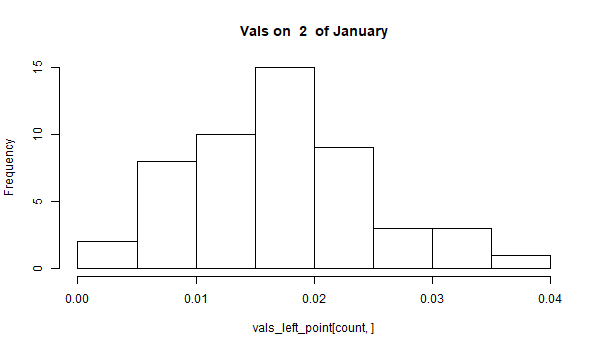 Vals on  2  of January
Frequency
15
10
5
0
0.00 0.01 0.02 0.03 0.04
vals_left_point[count, ]